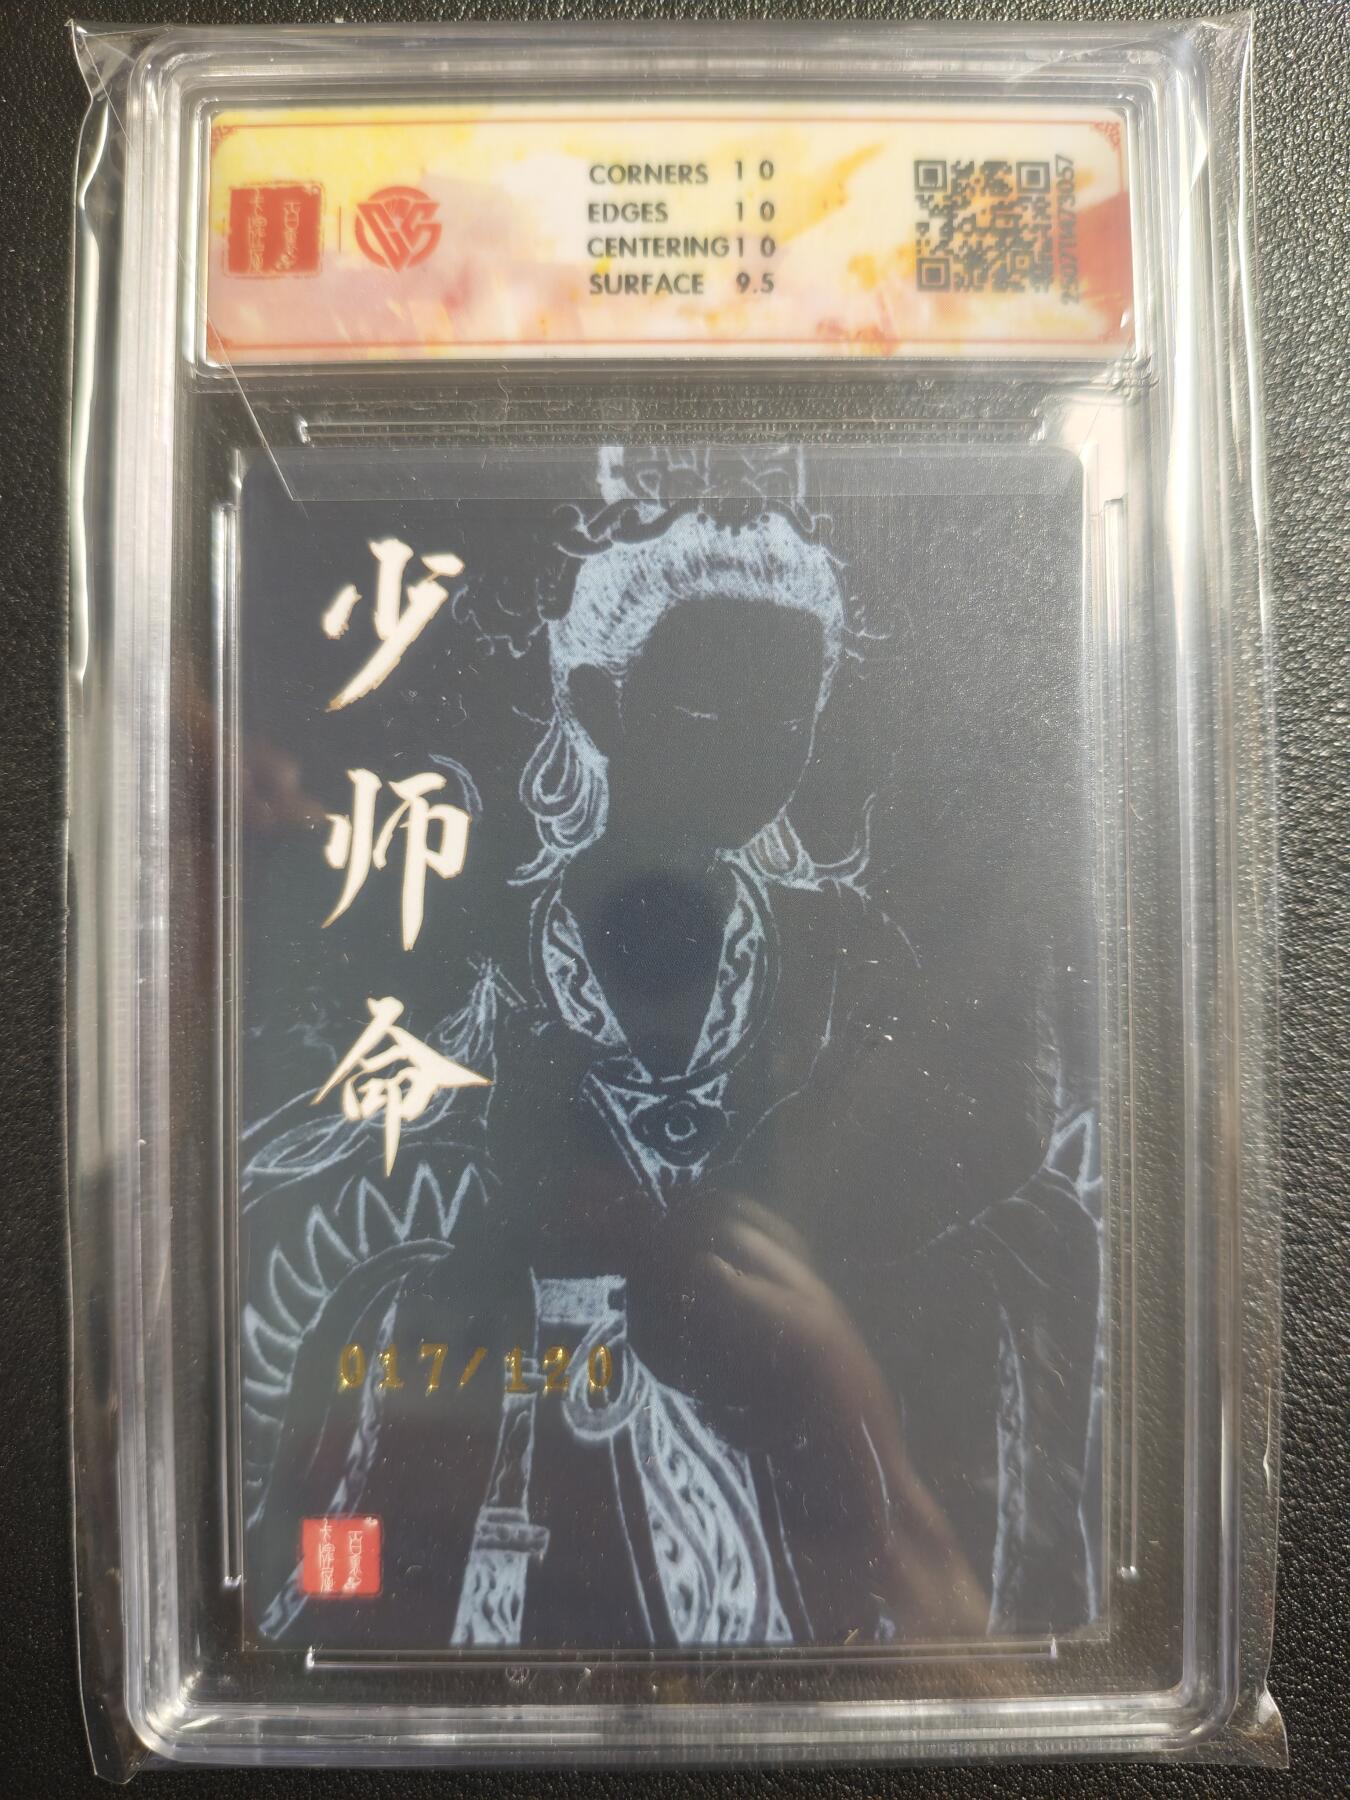 CORNERS 10
EDGES 10
CENTERING 10
SURFACE 9.5
少师命
017/120